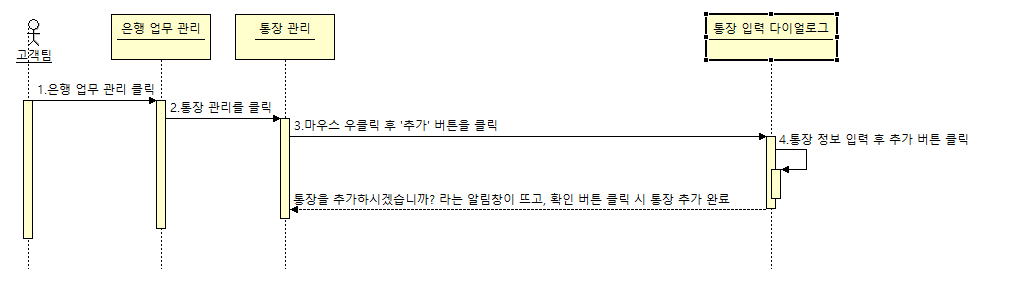 은행 업무 관리
통장 관리
통장 입력 다이얼로그
고객팀
1.은행 업무 관리 클릭
2.통장 관리를 클릭
3.마우스 우클릭 후 '추가' 버튼을 클릭
4.통장 정보 입력 후 추가 버튼 클릭
통장을 추가하시겠습니까? 라는 알림창이 뜨고, 확인 버튼 클릭 시 통장 추가 완료